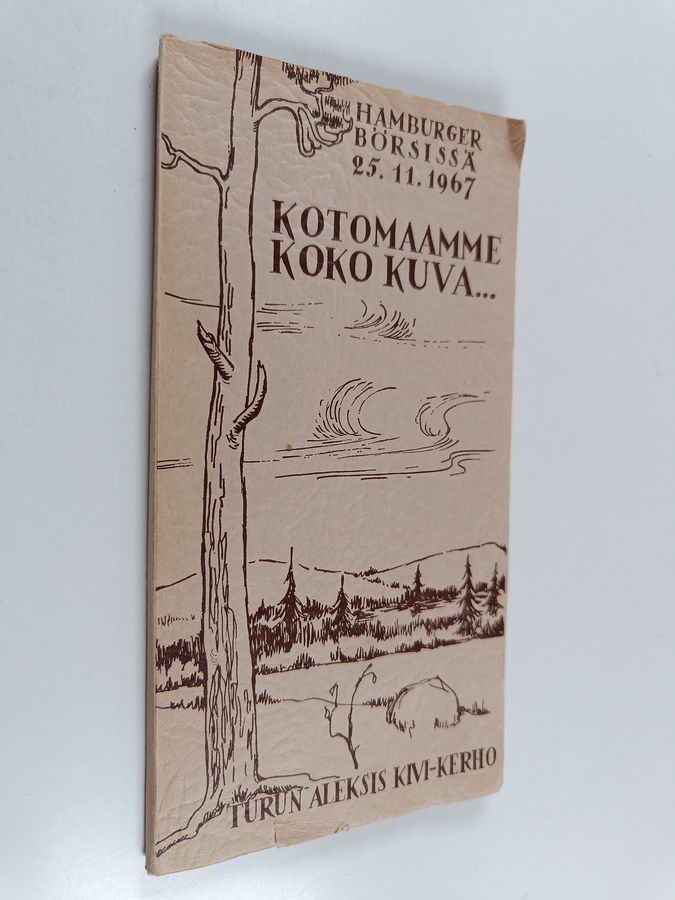 HAMBURGER
BÖRSISSÄ
25.11.1967
KOTOMAAMME
KOKO KUVA...
TURUN ALEKSIS KIVI-KERHO